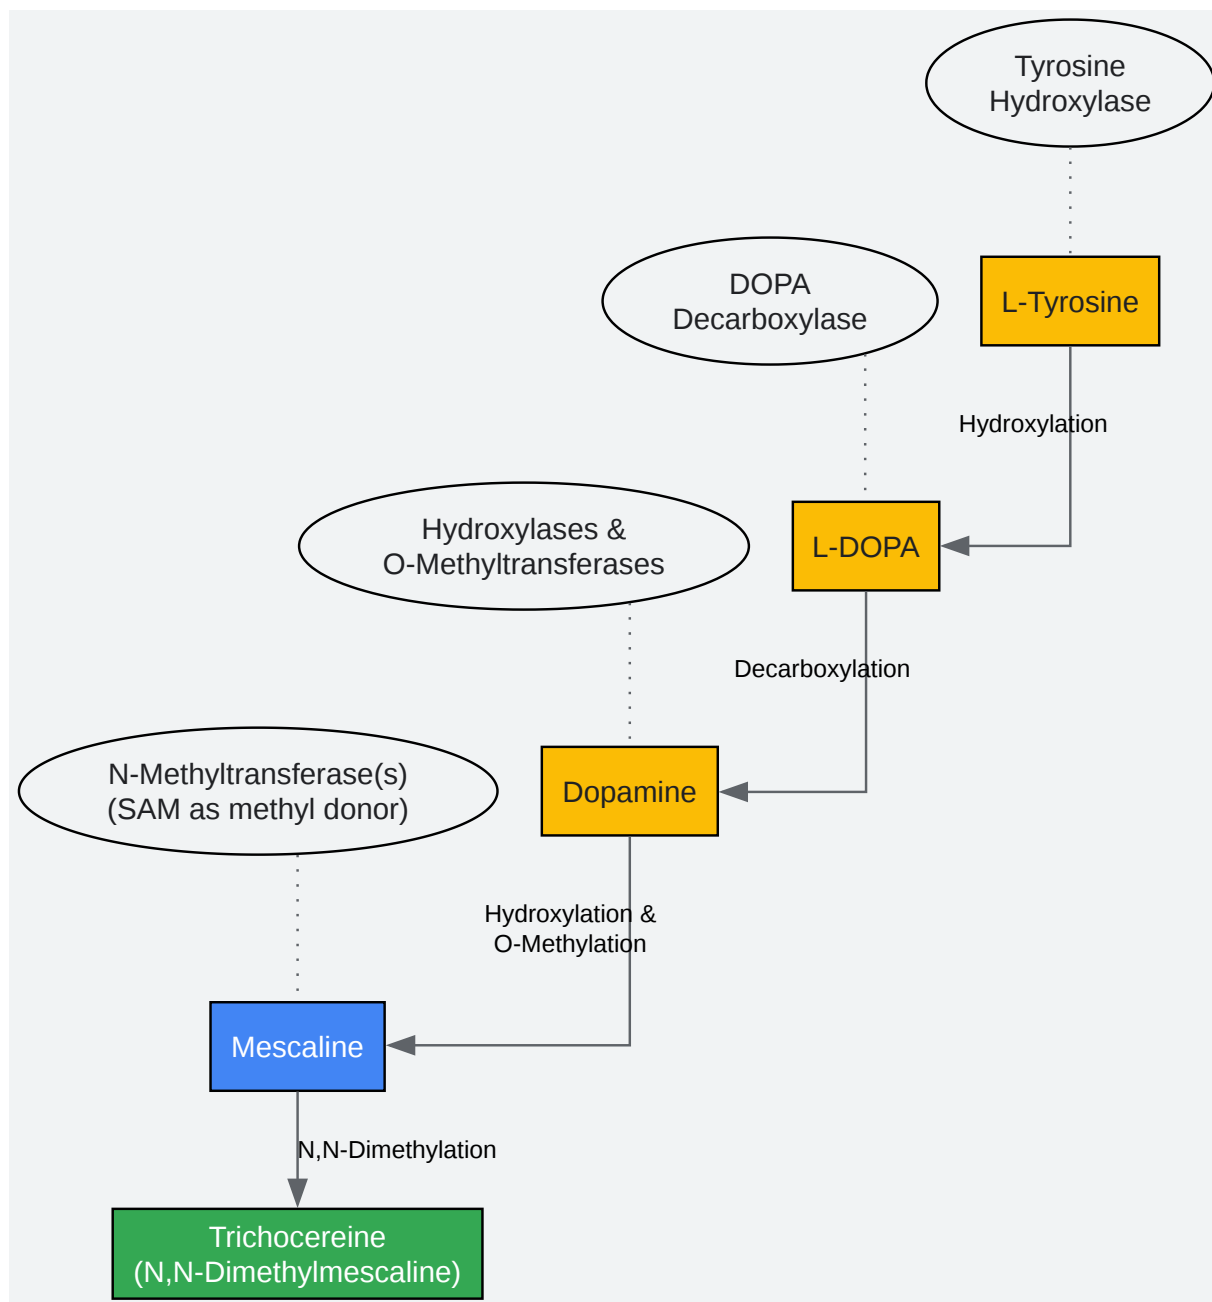 Tyrosine
Hydroxylase
DOPA
Decarboxylase
L-Tyrosine
Hydroxylation
Hydroxylases &
O-Methyltransferases
L-DOPA
Decarboxylation
N-Methyltransferase(s)
(SAM as methyl donor)
Dopamine
Hydroxylation &
O-Methylation
Mescaline
N,N-Dimethylation
Trichocereine
(N,N-Dimethylmescaline)